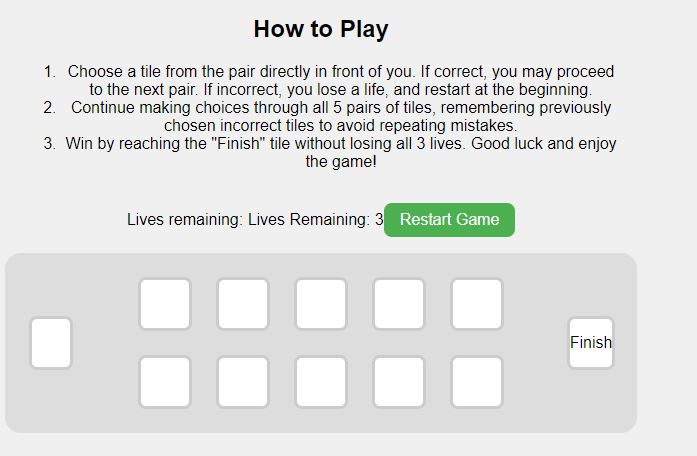 How to Play
1. Choose a tile from the pair directly in front of you. If correct, you may proceed
to the next pair. If incorrect, you lose a life, and restart at the beginning.
2. Continue making choices through all 5 pairs of tiles, remembering previously
chosen incorrect tiles to avoid repeating mistakes.
3. Win by reaching the "Finish" tile without losing all 3 lives. Good luck and enjoy
the game!
Lives remaining: Lives Remaining: 3 Restart Game
Finish